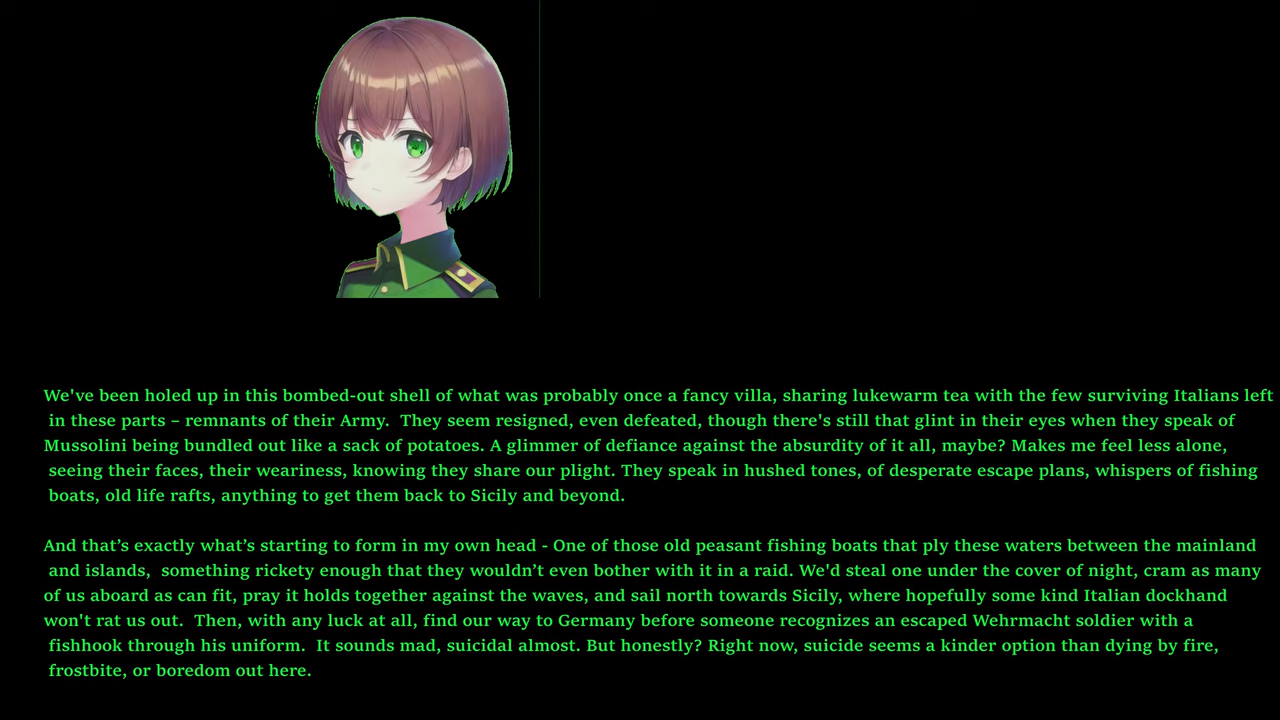 We've been holed up in this bombed-out shell of what was probably once a fancy villa, sharing lukewarm tea with the few surviving Italians left
in these parts – remnants of their Army.  They seem resigned, even defeated, though there's still that glint in their eyes when they speak of
Mussolini being bundled out like a sack of potatoes. A glimmer of defiance against the absurdity of it all, maybe? Makes me feel less alone,
seeing their faces, their weariness, knowing they share our plight. They speak in hushed tones, of desperate escape plans, whispers of fishing
boats, old life rafts, anything to get them back to Sicily and beyond.

And that’s exactly what’s starting to form in my own head - One of those old peasant fishing boats that ply these waters between the mainland
and islands,  something rickety enough that they wouldn’t even bother with it in a raid. We'd steal one under the cover of night, cram as many
of us aboard as can fit, pray it holds together against the waves, and sail north towards Sicily, where hopefully some kind Italian dockhand
won't rat us out.  Then, with any luck at all, find our way to Germany before someone recognizes an escaped Wehrmacht soldier with a
fishhook through his uniform.  It sounds mad, suicidal almost. But honestly? Right now, suicide seems a kinder option than dying by fire,
frostbite, or boredom out here.